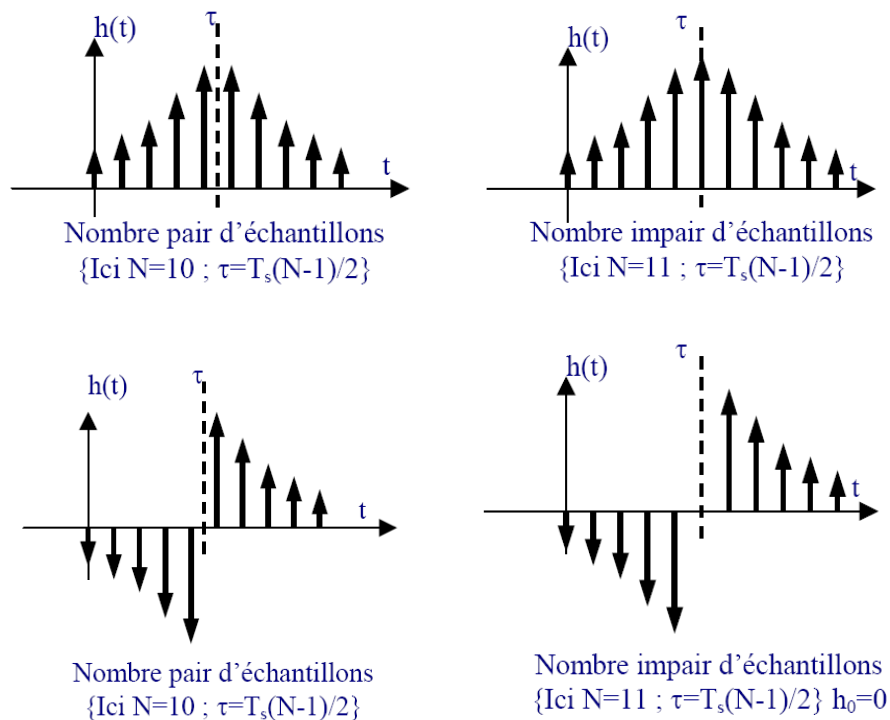 h(t)
τ
t
Nombre pair d'échantillons
{Ici N=10 ; τ=Tₛ(N-1)/2}
h(t)
τ
t
Nombre impair d'échantillons
{Ici N=11 ; τ=Tₛ(N-1)/2}
h(t)
τ
t
Nombre pair d'échantillons
{Ici N=10 ; τ=Tₛ(N-1)/2}
h(t)
τ
t
Nombre impair d'échantillons
{Ici N=11 ; τ=Tₛ(N-1)/2} h₀=0